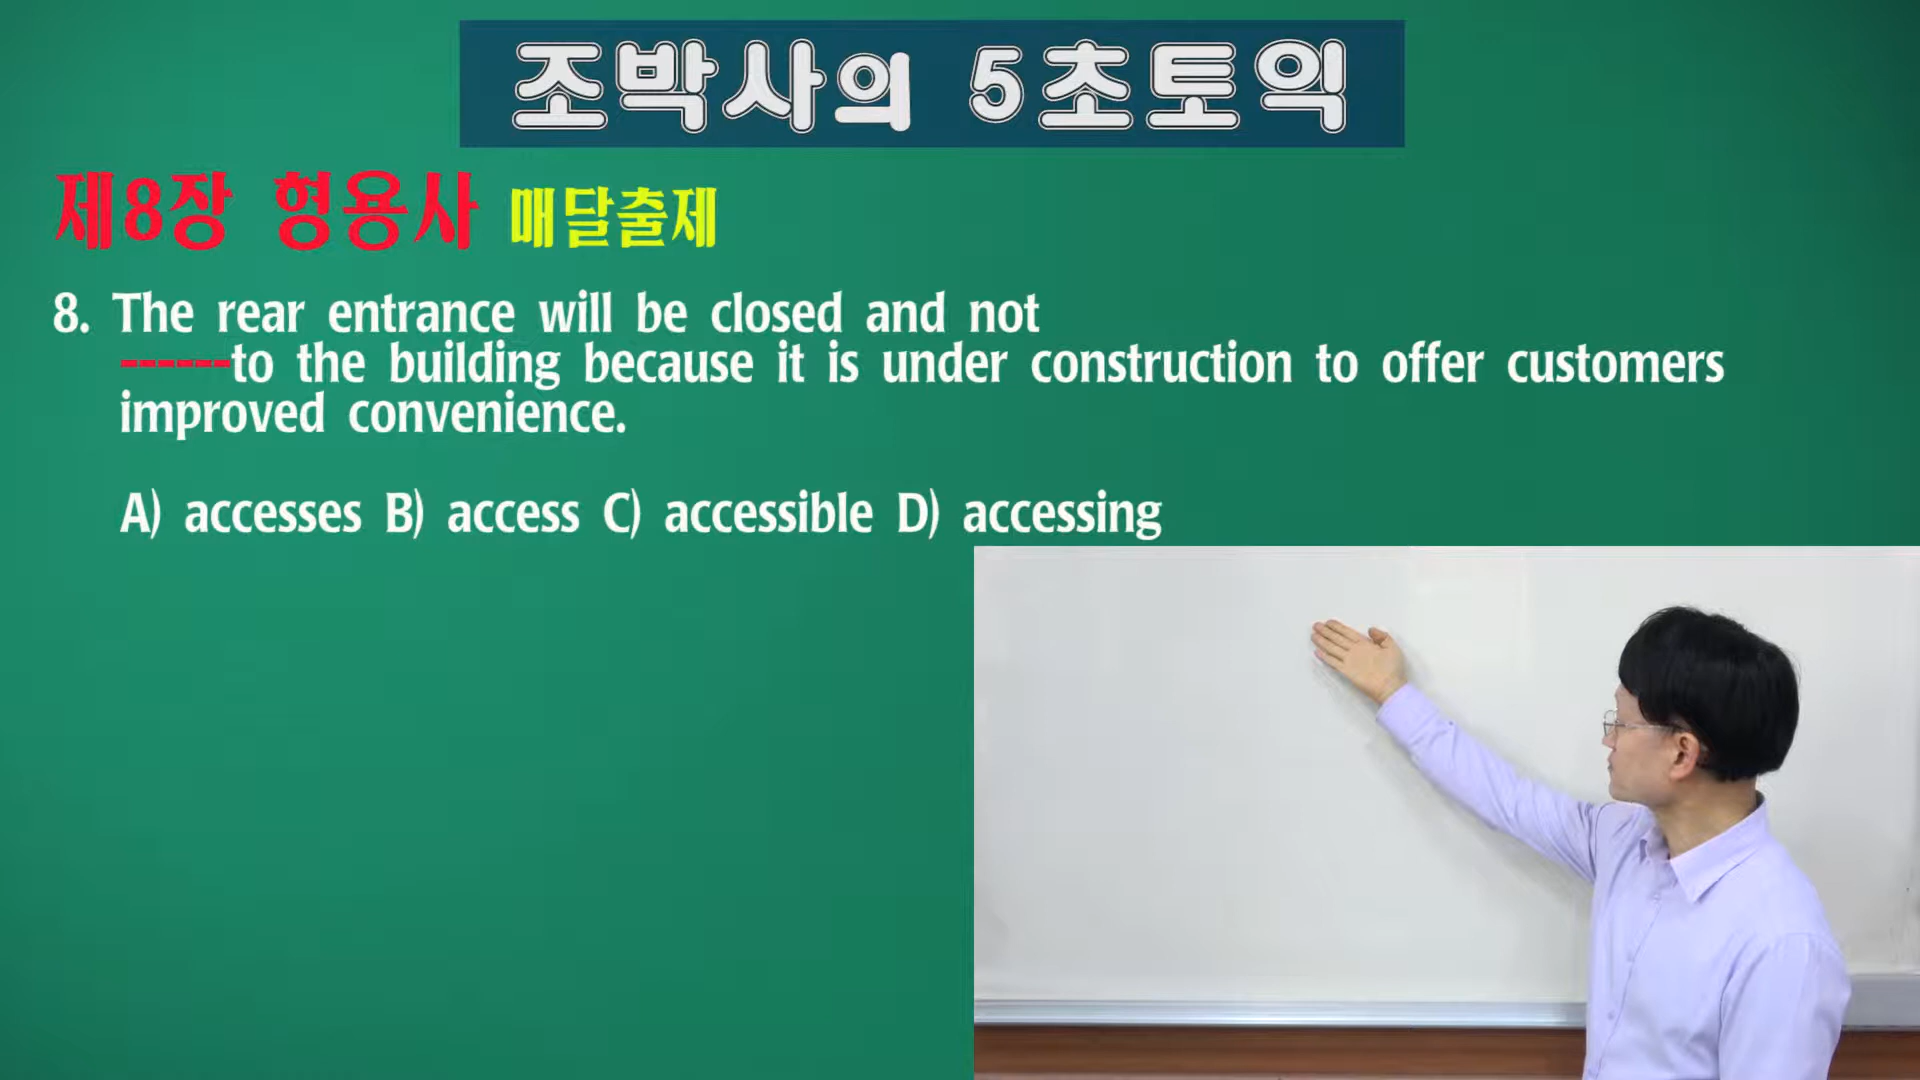 조박사의 5초토익
제8장 형용사 매달출제
8. The rear entrance will be closed and not
------to the building because it is under construction to offer customers
improved convenience.
A) accesses B) access C) accessible D) accessing